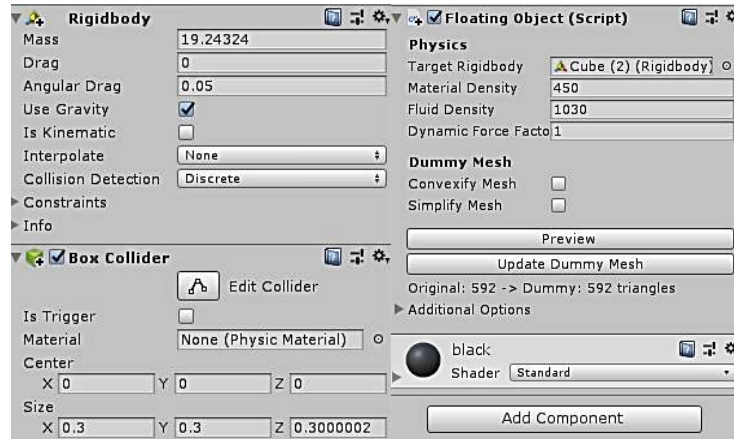 Rigidbody
Mass 19.24324
Drag 0
Angular Drag 0.05
Use Gravity
Is Kinematic
Interpolate None
Collision Detection Discrete
Constraints
Info
Box Collider
Edit Collider
Is Trigger
Material None (Physic Material)
Center
X 0 Y 0 Z 0
Size
X 0.3 Y 0.3 Z 0.3000002
Floating Object (Script)
Physics
Target Rigidbody Cube (2) (Rigidbody)
Material Density 450
Fluid Density 1030
Dynamic Force Facto 1
Dummy Mesh
Convexify Mesh
Simplify Mesh
Preview
Update Dummy Mesh
Original: 592 -> Dummy: 592 triangles
Additional Options
black
Shader Standard
Add Component